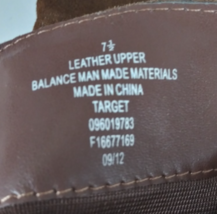 7½
LEATHER UPPER
BALANCE MAN MADE MATERIALS
MADE IN CHINA
TARGET
096019783
F16677169
09/12